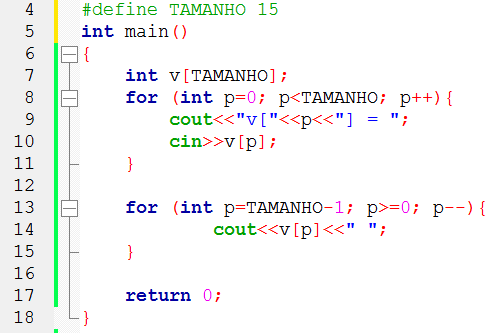 4 #define TAMANHO 15
5 int main()
6 {
7 int v[TAMANHO];
8 for (int p=0; p<TAMANHO; p++){
9 cout<<"v["<<p<<"] = ";
10 cin>>v[p];
11 }
12
13 for (int p=TAMANHO-1; p>=0; p--){
14 cout<<v[p]<<" ";
15 }
16
17 return 0;
18 }